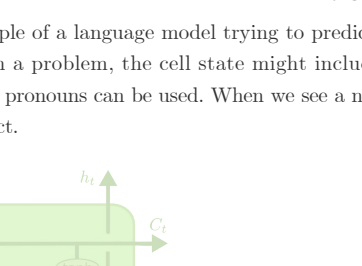 ple of a language model trying to predic
a problem, the cell state might inclu
pronouns can be used. When we see a n
ct.
h_t
C_t